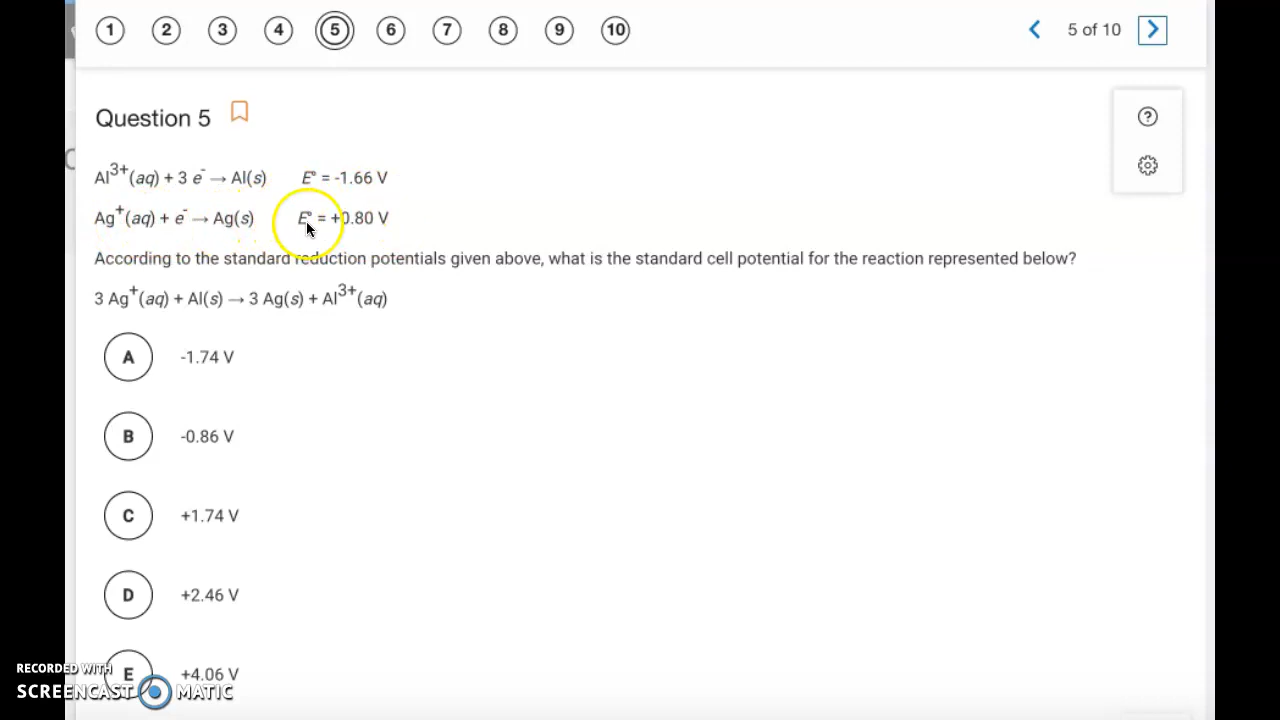 1 2 3 4 5 6 7 8 9 10 5 of 10
Question 5
Al³⁺(aq) + 3 e⁻ → Al(s) E° = -1.66 V
Ag⁺(aq) + e⁻ → Ag(s) E° = +0.80 V
According to the standard reduction potentials given above, what is the standard cell potential for the reaction represented below?
3 Ag⁺(aq) + Al(s) → 3 Ag(s) + Al³⁺(aq)
A -1.74 V
B -0.86 V
C +1.74 V
D +2.46 V
E +4.06 V
RECORDED WITH
SCREENCAST MATIC